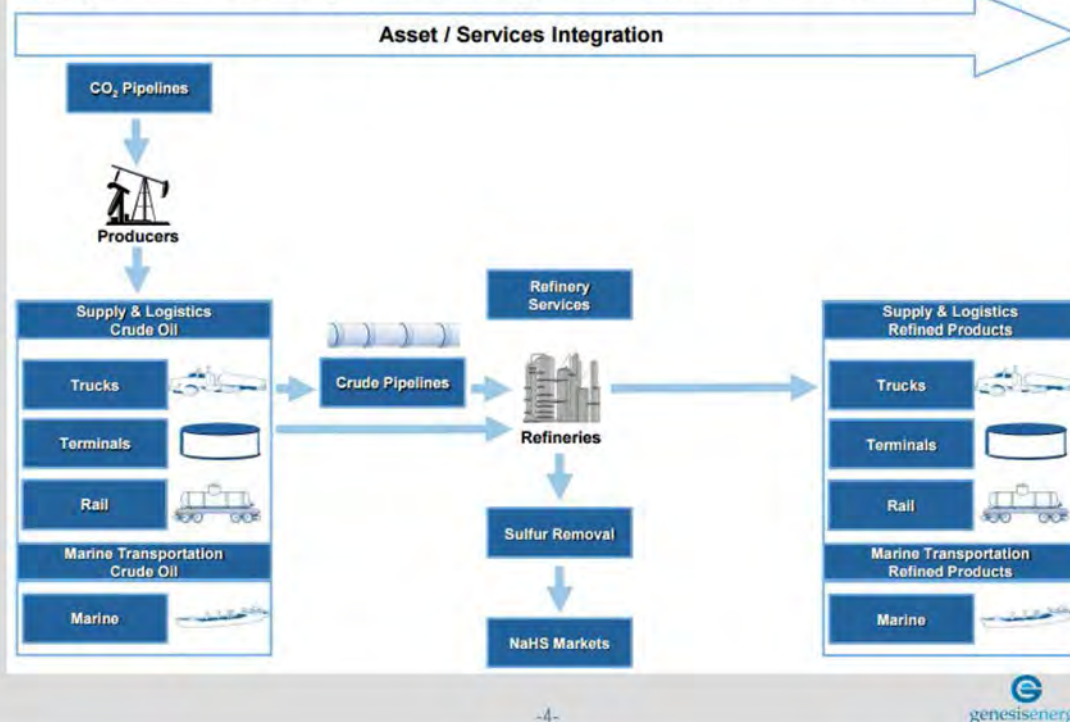 Asset / Services Integration
CO₂ Pipelines
Producers
Supply & Logistics
Crude Oil
Trucks
Terminals
Rail
Marine Transportation
Crude Oil
Marine
Crude Pipelines
Refinery
Services
Refineries
Sulfur Removal
NaHS Markets
Supply & Logistics
Refined Products
Trucks
Terminals
Rail
Marine Transportation
Refined Products
Marine
-4-